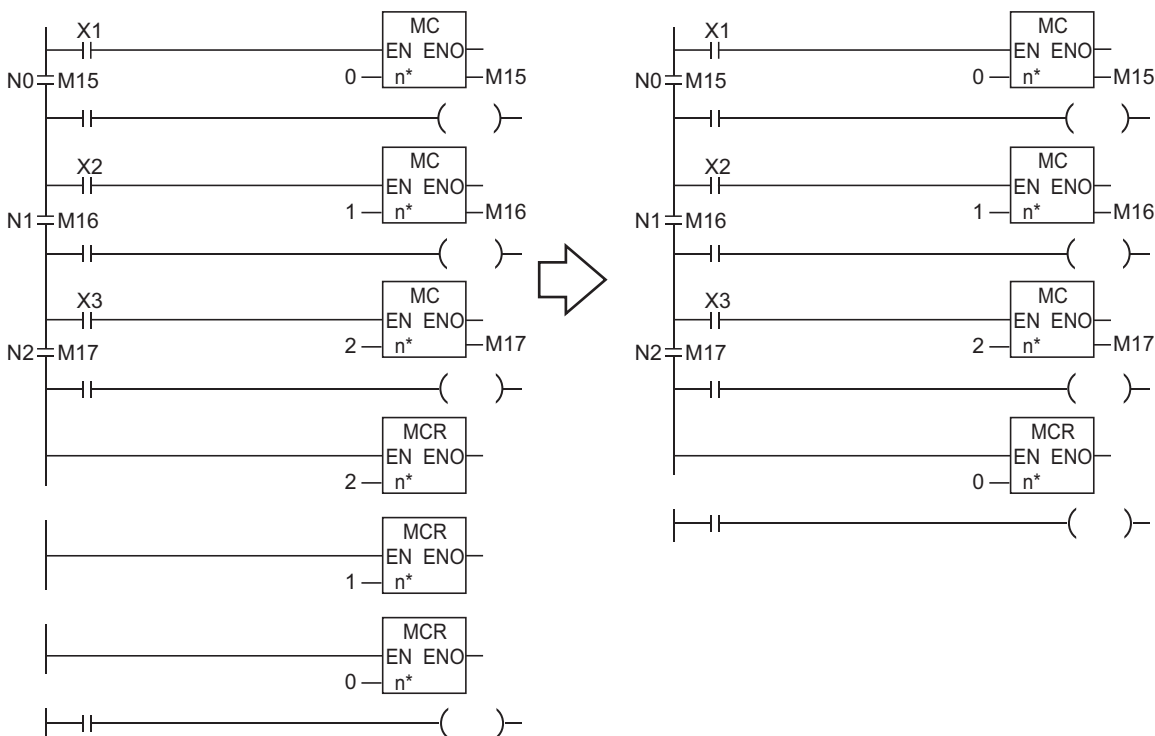 X1
MC
EN ENO
N0 M15
0 n* M15
X2
MC
EN ENO
1 n* M16
N1 M16
X3
MC
EN ENO
2 n* M17
N2 M17
MCR
EN ENO
2 n*
MCR
EN ENO
1 n*
MCR
EN ENO
0 n*
X1
MC
EN ENO
N0 M15
0 n* M15
X2
MC
EN ENO
1 n* M16
N1 M16
X3
MC
EN ENO
2 n* M17
N2 M17
MCR
EN ENO
0 n*